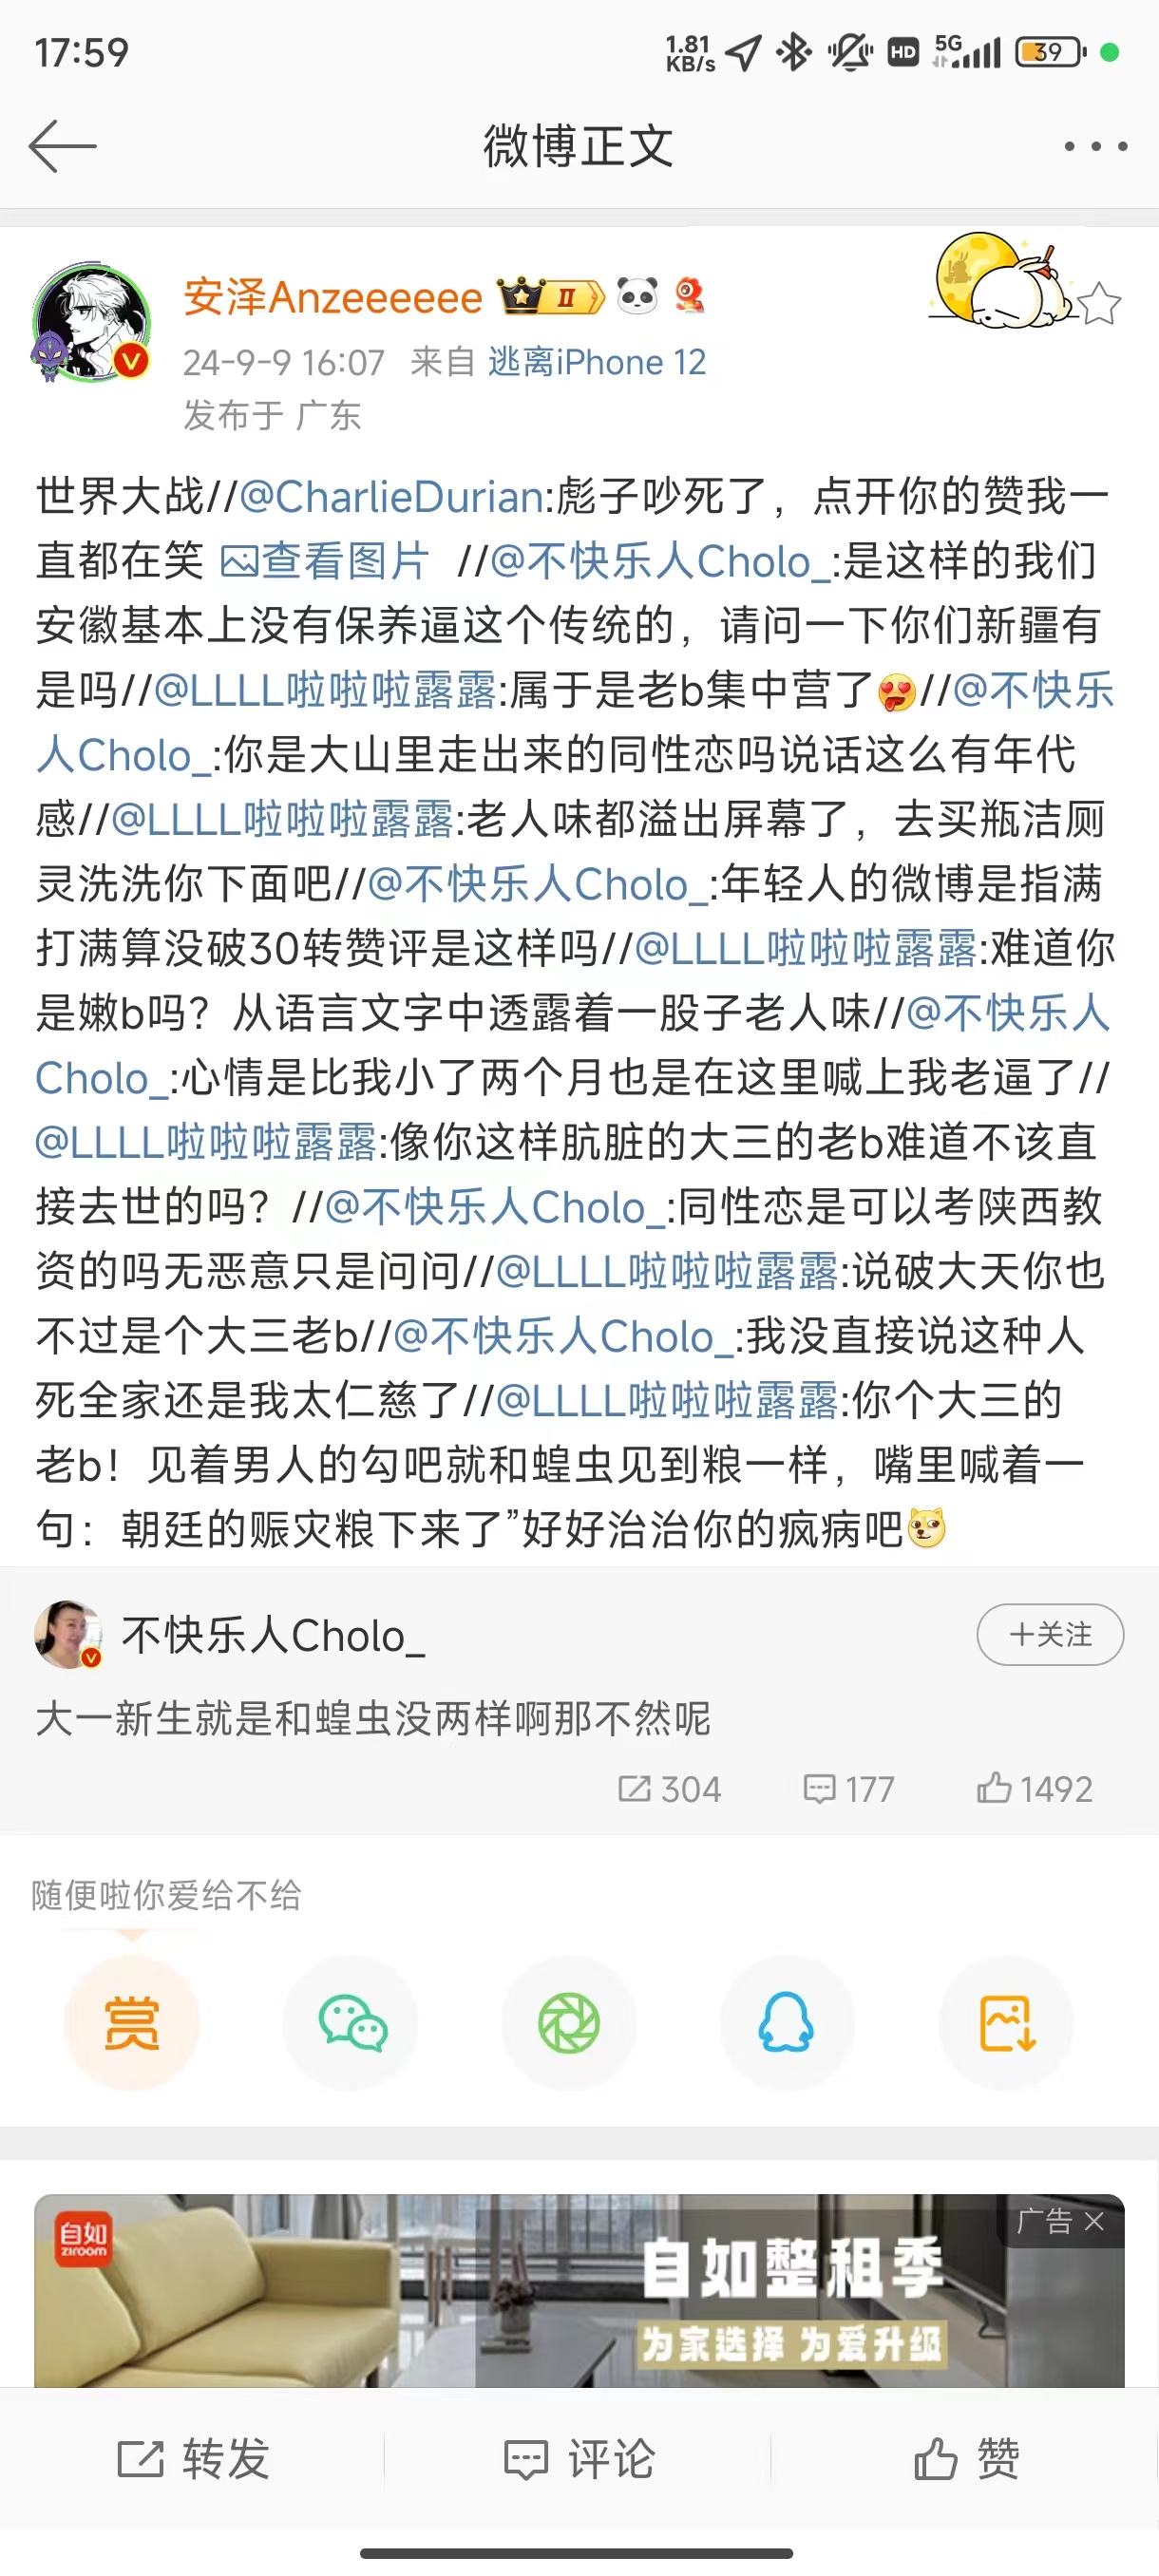 17:59
1.81
KB/s
HD
5G
39
微博正文
安泽Anzeeeeee
II
24-9-9 16:07 来自 逃离iPhone 12
发布于 广东
世界大战//@CharlieDurian:彪子吵死了，点开你的赞我一
直都在笑 查看图片 //@不快乐人Cholo_:是这样的我们
安徽基本上没有保养逼这个传统的，请问一下你们新疆有
是吗//@LLLL啦啦啦露露:属于是老b集中营了//@不快乐
人Cholo_:你是大山里走出来的同性恋吗说话这么有年代
感//@LLLL啦啦啦露露:老人味都溢出屏幕了，去买瓶洁厕
灵洗洗你下面吧//@不快乐人Cholo_:年轻人的微博是指满
打满算没破30转赞评是这样吗//@LLLL啦啦啦露露:难道你
是嫩b吗？从语言文字中透露着一股子老人味//@不快乐人
Cholo_:心情是比我小了两个月也是在这里喊上我老逼了//
@LLLL啦啦啦露露:像你这样肮脏的大三的老b难道不该直
接去世的吗？//@不快乐人Cholo_:同性恋是可以考陕西教
资的吗无恶意只是问问//@LLLL啦啦啦露露:说破大天你也
不过是个大三老b//@不快乐人Cholo_:我没直接说这种人
死全家还是我太仁慈了//@LLLL啦啦啦露露:你个大三的
老b！见着男人的勾吧就和蝗虫见到粮一样，嘴里喊着一
句：朝廷的赈灾粮下来了”好好治治你的疯病吧
不快乐人Cholo_
+关注
大一新生就是和蝗虫没两样啊那不然呢
304
177
1492
随便啦你爱给不给
赏
自如
ziroom
广告
自如整租季
为家选择 为爱升级
转发
评论
赞